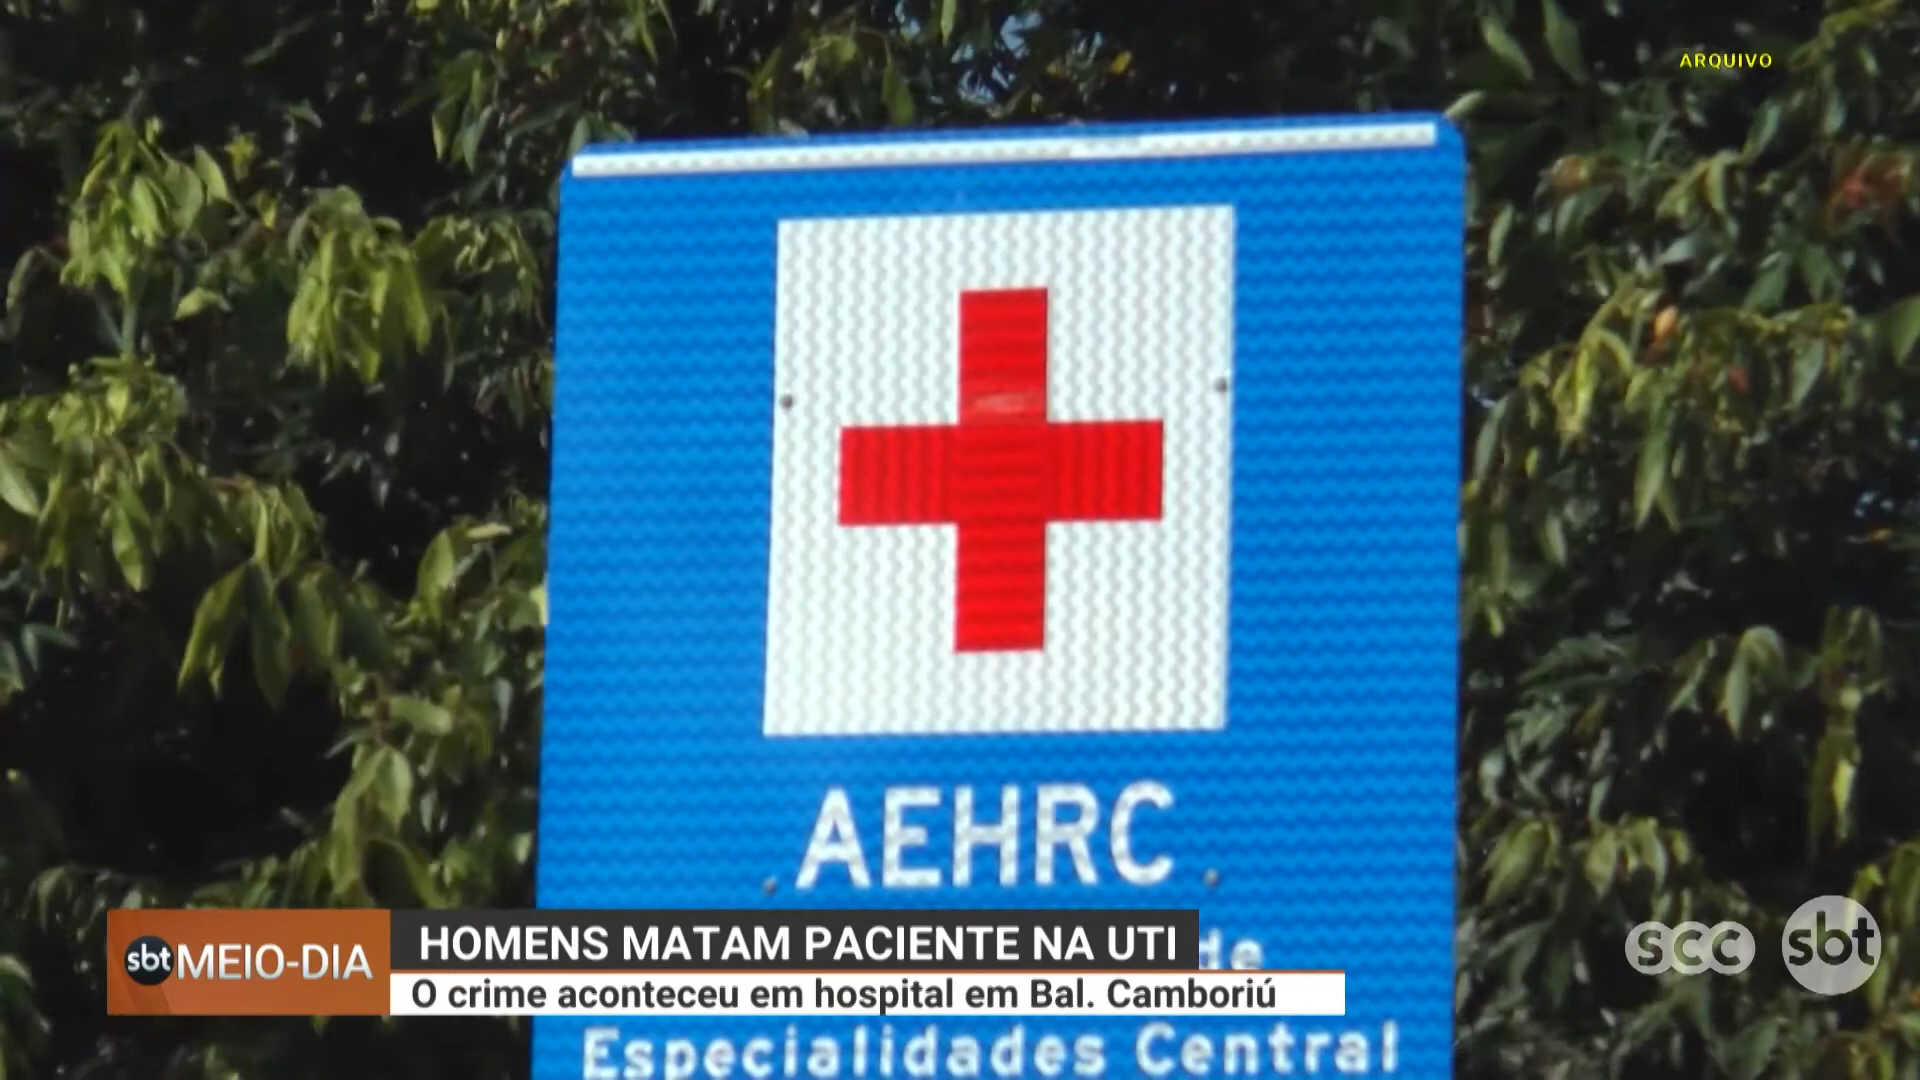 ARQUIVO
AEHRC
de
Especialidades Central
sbt MEIO-DIA
HOMENS MATAM PACIENTE NA UTI
O crime aconteceu em hospital em Bal. Camboriú
scc sbt